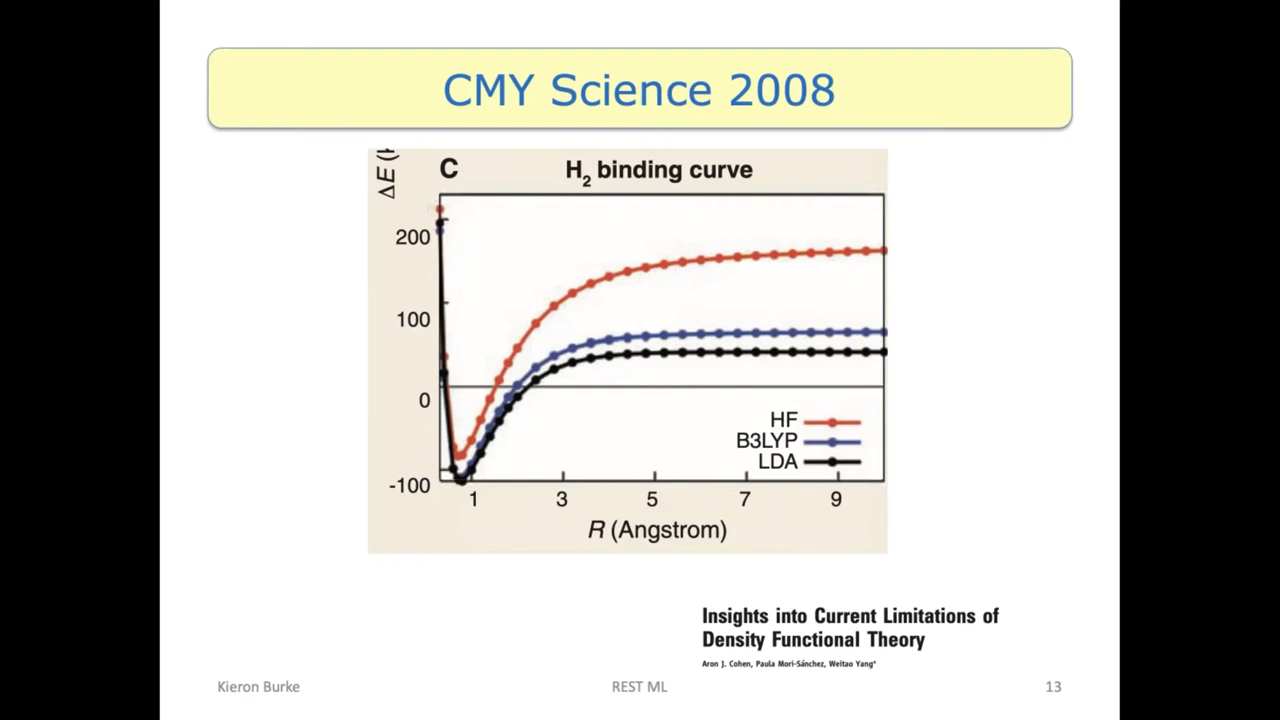 CMY Science 2008
ΔE (
C
H₂ binding curve
200
100
0
-100
HF
B3LYP
LDA
1 3 5 7 9
R (Angstrom)
Insights into Current Limitations of
Density Functional Theory
Aron J. Cohen, Paula Mori-Sánchez, Weitao Yang*
Kieron Burke
REST ML
13